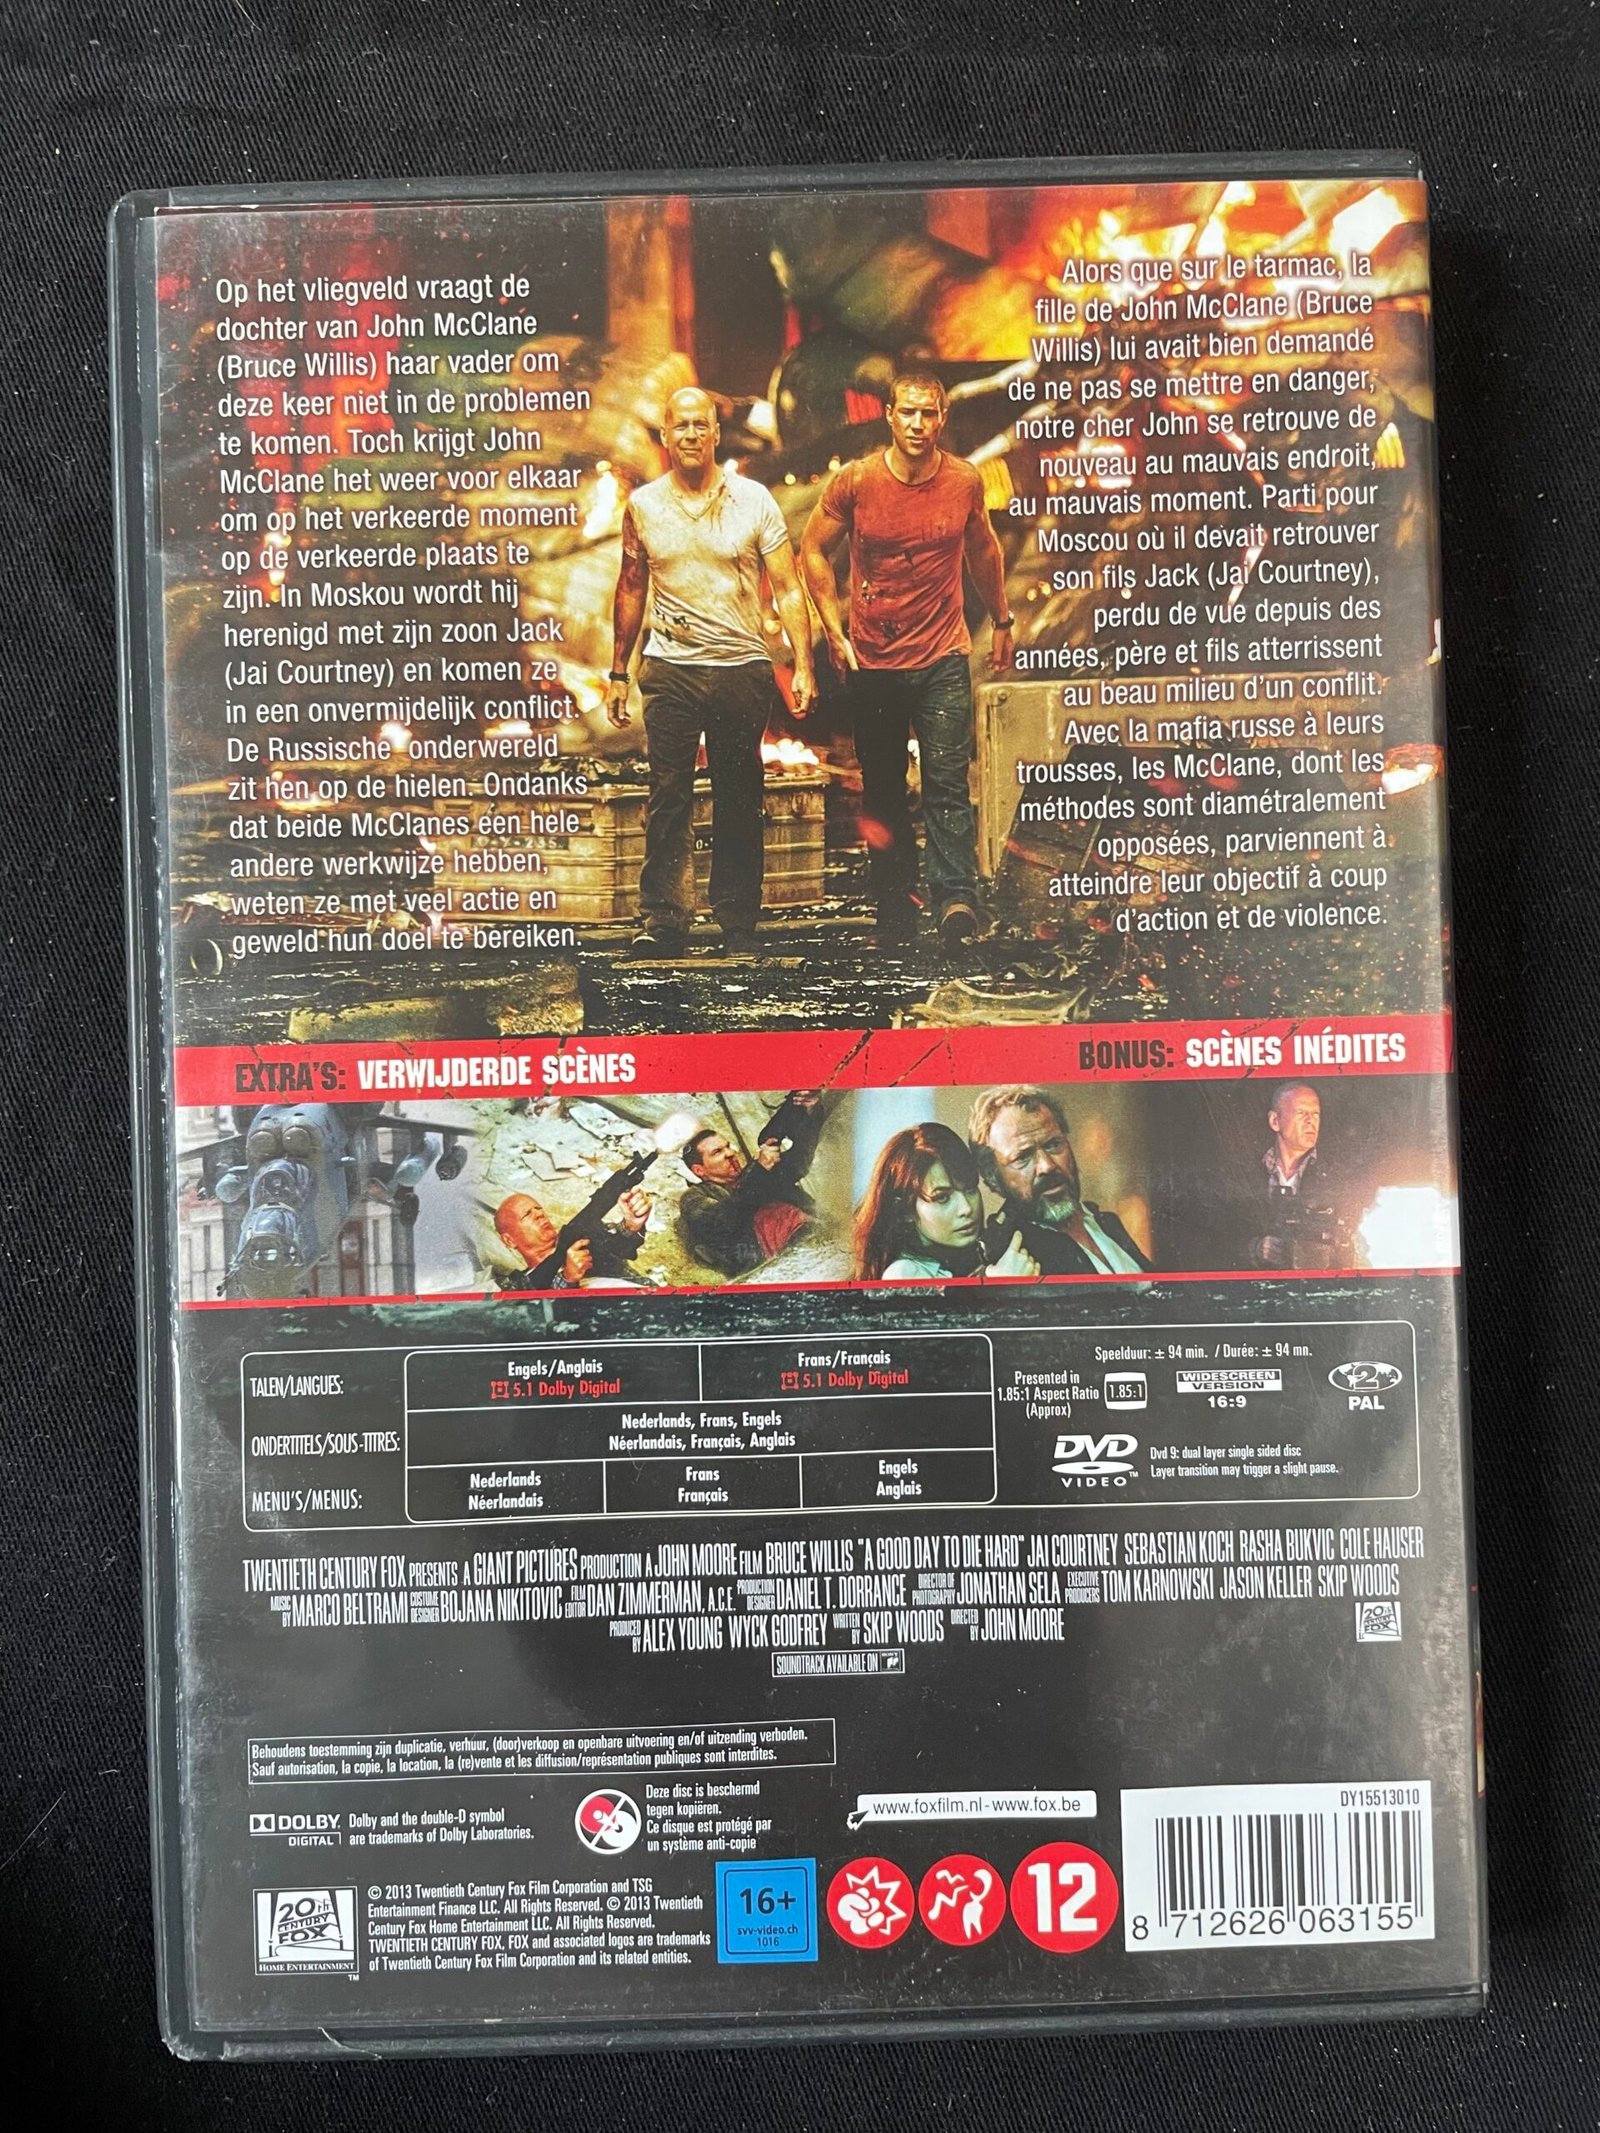 Op het vliegveld vraagt de
dochter van John McClane
(Bruce Willis) haar vader om
deze keer niet in de problemen
te komen. Toch krijgt John
McClane het weer voor elkaar
om op het verkeerde moment
op de verkeerde plaats te
zijn. In Moskou wordt hij
herenigd met zijn zoon Jack
(Jai Courtney) en komen ze
in een onvermijdelijk conflict.
De Russische onderwereld
zit hen op de hielen. Ondanks
dat beide McClanes een hele
andere werkwijze hebben,
weten ze met veel actie en
geweld hun doel te bereiken.
Alors que sur le tarmac, la
fille de John McClane (Bruce
Willis) lui avait bien demandé
de ne pas se mettre en danger,
notre cher John se retrouve de
nouveau au mauvais endroit,
au mauvais moment. Parti pour
Moscou où il devait retrouver
son fils Jack (Jai Courtney),
perdu de vue depuis des
années, père et fils atterrissent
au beau milieu d'un conflit.
Avec la mafia russe à leurs
trousses, les McClane, dont les
méthodes sont diamétralement
opposées, parviennent à
atteindre leur objectif à coup
d'action et de violence.
EXTRA'S: VERWIJDERDE SCÈNES
BONUS: SCÈNES INÉDITES
TALEN/LANGUES:
Engels/Anglais
5.1 Dolby Digital
Frans/Français
5.1 Dolby Digital
ONDERTITELS/SOUS-TITRES:
Nederlands, Frans, Engels
Néerlandais, Français, Anglais
MENU'S/MENUS:
Nederlands
Néerlandais
Frans
Français
Engels
Anglais
Speelduur: ± 94 min. / Durée: ± 94 mn.
Presented in
1.85:1 Aspect Ratio
(Approx)
1.85:1
WIDESCREEN
VERSION
16:9
2
PAL
DVD
VIDEO™
Dvd 9: dual layer single sided disc
Layer transition may trigger a slight pause.
TWENTIETH CENTURY FOX PRESENTS A GIANT PICTURES PRODUCTION A JOHN MOORE FILM BRUCE WILLIS "A GOOD DAY TO DIE HARD" JAI COURTNEY SEBASTIAN KOCH RASHA BUKVIC COLE HAUSER
MUSIC BY MARCO BELTRAMI COSTUME DESIGNER BOJANA NIKITOVIC FILM EDITOR DAN ZIMMERMAN, A.C.E. PRODUCTION DESIGNER DANIEL T. DORRANCE DIRECTOR OF PHOTOGRAPHY JONATHAN SELA EXECUTIVE PRODUCERS TOM KARNOWSKI JASON KELLER SKIP WOODS
PRODUCED BY ALEX YOUNG WYCK GODFREY WRITTEN BY SKIP WOODS DIRECTED BY JOHN MOORE
20th
CENTURY
FOX
SOUNDTRACK AVAILABLE ON
Behoudens toestemming zijn duplicatie, verhuur, (door)verkoop en openbare uitvoering en/of uitzending verboden.
Sauf autorisation, la copie, la location, la (re)vente et les diffusion/représentation publiques sont interdites.
DOLBY
DIGITAL
Dolby and the double-D symbol
are trademarks of Dolby Laboratories.
Deze disc is beschermd
tegen kopiëren.
Ce disque est protégé par
un système anti-copie
www.foxfilm.nl-www.fox.be
DY15513010
20th
CENTURY
FOX
HOME ENTERTAINMENT
™
© 2013 Twentieth Century Fox Film Corporation and TSG
Entertainment Finance LLC. All Rights Reserved. © 2013 Twentieth
Century Fox Home Entertainment LLC. All Rights Reserved.
TWENTIETH CENTURY FOX, FOX and associated logos are trademarks
of Twentieth Century Fox Film Corporation and its related entities.
16+
svv-video.ch
1016
12
8 712626 063155